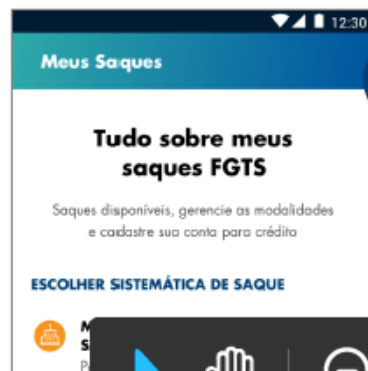 12:30
Meus Saques
Tudo sobre meus
saques FGTS
Saques disponíveis, gerencie as modalidades
e cadastre sua conta para crédito
ESCOLHER SISTEMÁTICA DE SAQUE